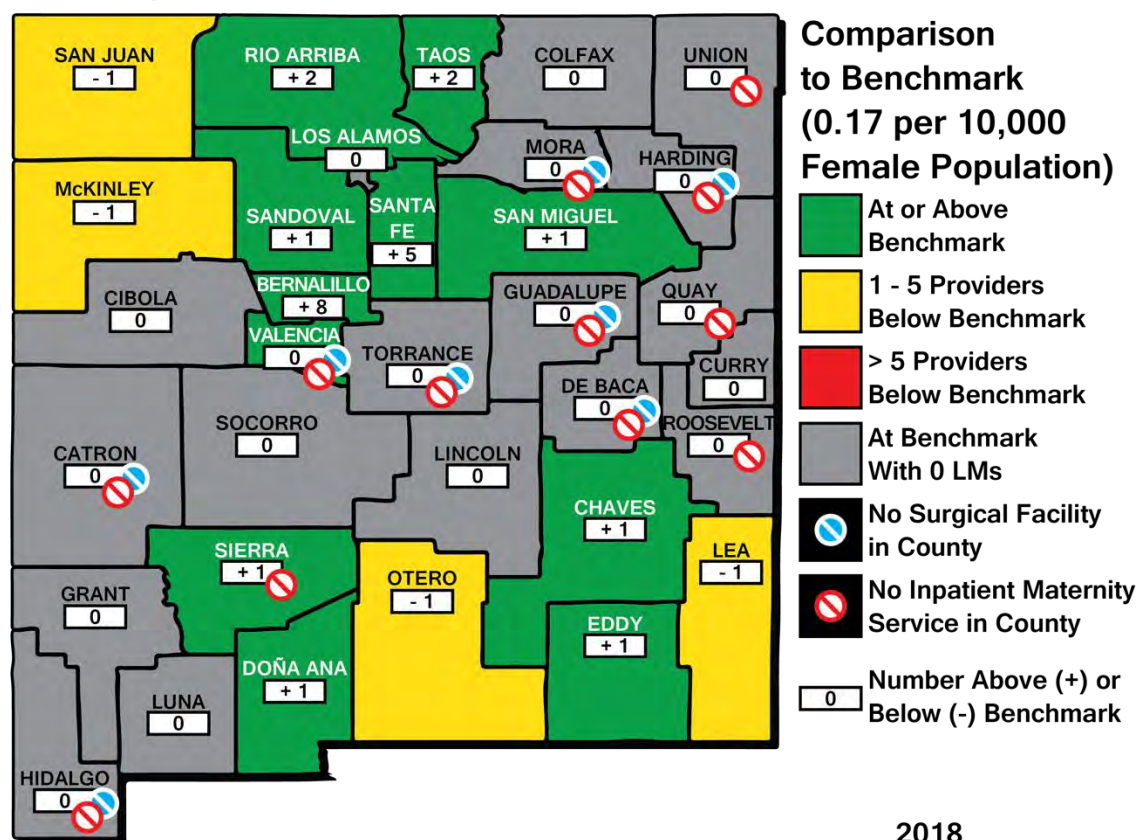 SAN JUAN
- 1
RIO ARRIBA
+ 2
TAOS
+ 2
COLFAX
0
UNION
0
LOS ALAMOS
0
MORA
0
HARDING
0
McKINLEY
- 1
SANDOVAL
+ 1
SANTA
FE
+ 5
SAN MIGUEL
+ 1
BERNALILLO
+ 8
CIBOLA
0
VALENCIA
0
TORRANCE
0
GUADALUPE
0
QUAY
0
CURRY
0
DE BACA
0
ROOSEVELT
0
SOCORRO
0
CATRON
0
LINCOLN
0
CHAVES
+ 1
SIERRA
+ 1
OTERO
- 1
LEA
- 1
GRANT
0
EDDY
+ 1
DOÑA ANA
+ 1
LUNA
0
HIDALGO
0
Comparison
to Benchmark
(0.17 per 10,000
Female Population)
At or Above
Benchmark
1 - 5 Providers
Below Benchmark
> 5 Providers
Below Benchmark
At Benchmark
With 0 LMs
No Surgical Facility
in County
No Inpatient Maternity
Service in County
0
Number Above (+) or
Below (-) Benchmark
2018